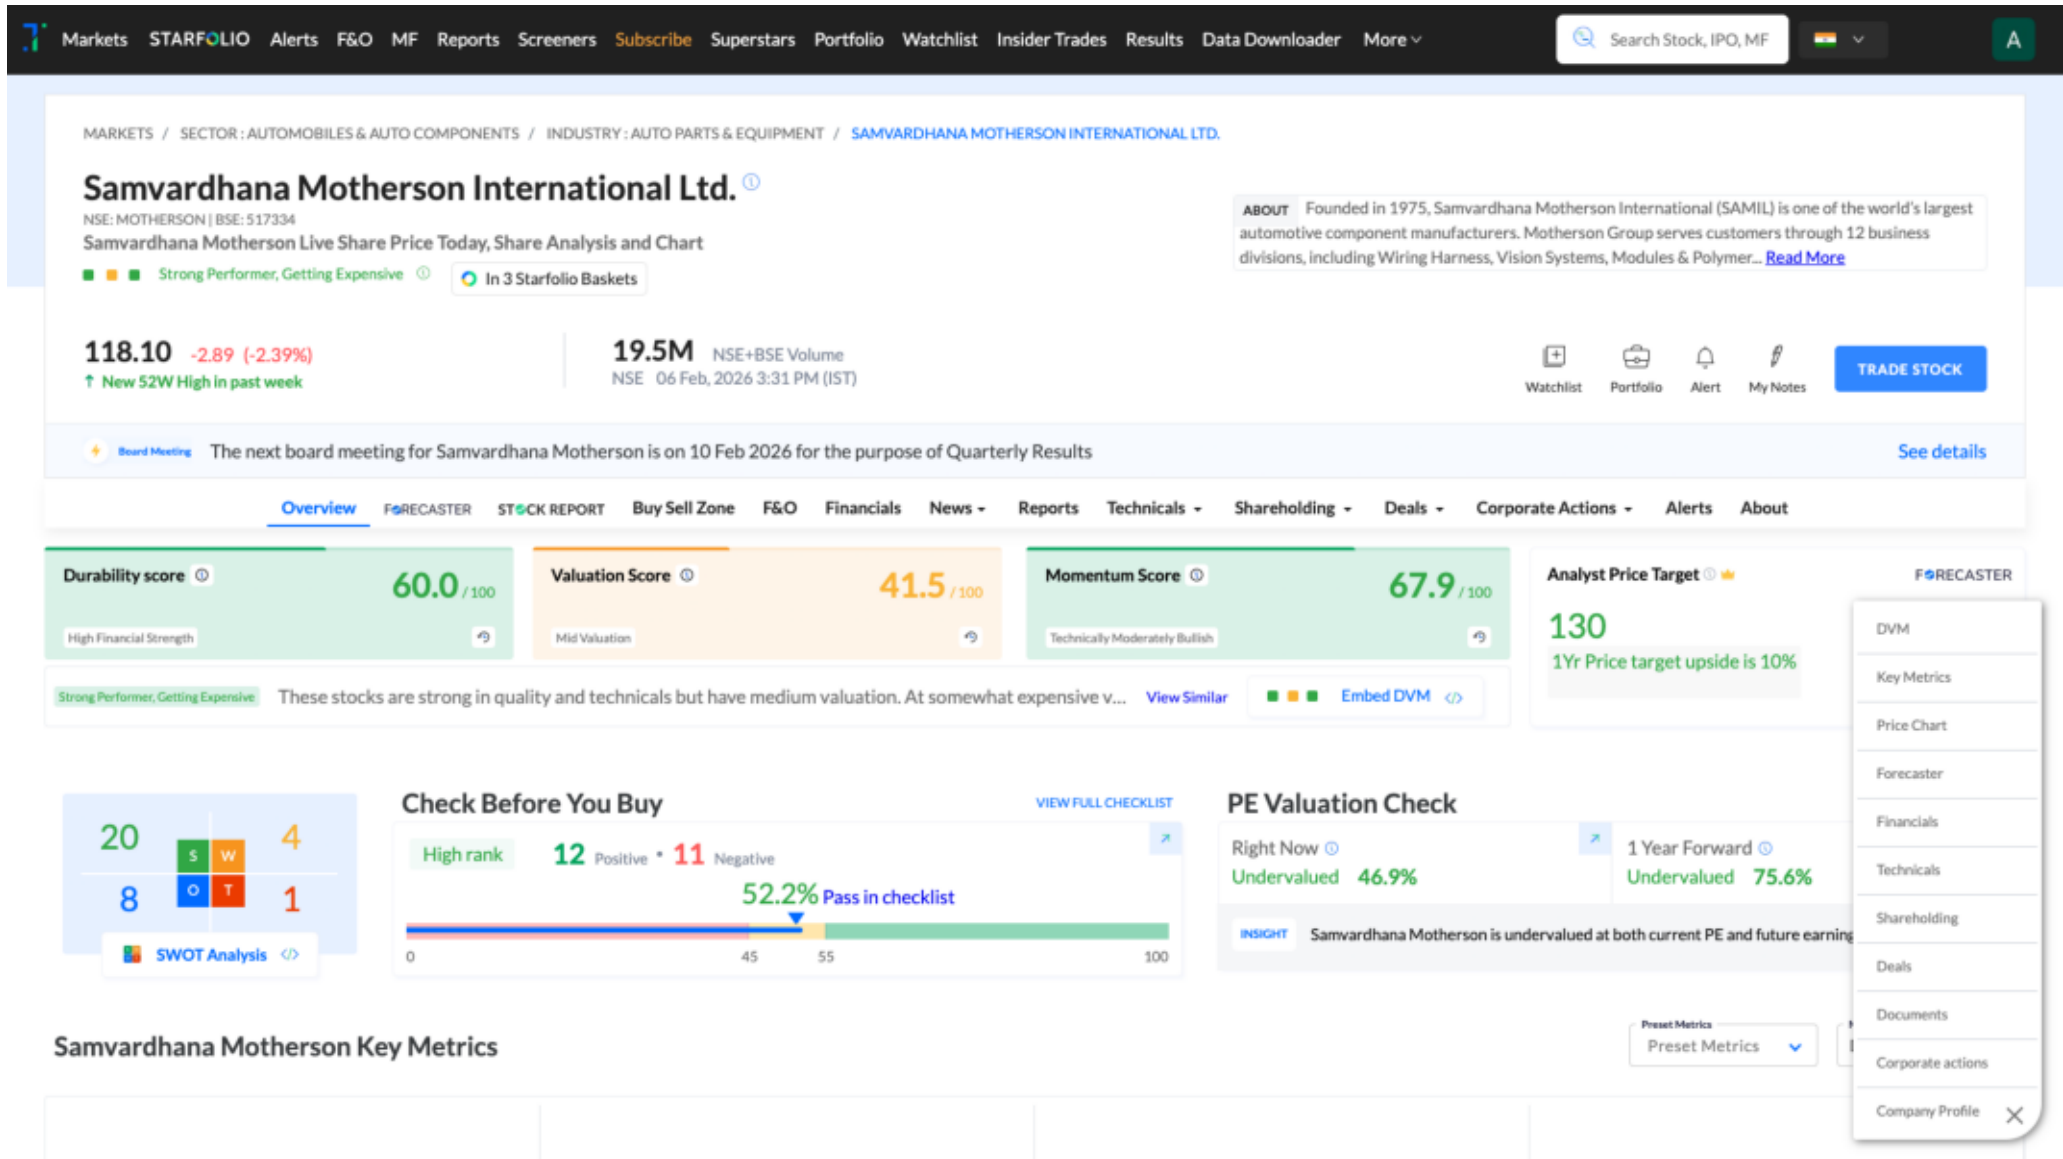 Markets STARFOLIO Alerts F&O MF Reports Screeners Subscribe Superstars Portfolio Watchlist Insider Trades Results Data Downloader More Search Stock, IPO, MF A
MARKETS / SECTOR : AUTOMOBILES & AUTO COMPONENTS / INDUSTRY : AUTO PARTS & EQUIPMENT / SAMVARDHANA MOTHERSON INTERNATIONAL LTD.
Samvardhana Motherson International Ltd.
NSE: MOTHERSON | BSE: 517334
Samvardhana Motherson Live Share Price Today, Share Analysis and Chart
Strong Performer, Getting Expensive In 3 Starfolio Baskets
ABOUT Founded in 1975, Samvardhana Motherson International (SAMIL) is one of the world's largest
automotive component manufacturers. Motherson Group serves customers through 12 business
divisions, including Wiring Harness, Vision Systems, Modules & Polymer... Read More
118.10 -2.89 (-2.39%)
↑ New 52W High in past week
19.5M NSE+BSE Volume
NSE 06 Feb, 2026 3:31 PM (IST)
Watchlist Portfolio Alert My Notes TRADE STOCK
Board Meeting The next board meeting for Samvardhana Motherson is on 10 Feb 2026 for the purpose of Quarterly Results See details
Overview FORECASTER STOCK REPORT Buy Sell Zone F&O Financials News Reports Technicals Shareholding Deals Corporate Actions Alerts About
Durability score 60.0 / 100
High Financial Strength
Valuation Score 41.5 / 100
Mid Valuation
Momentum Score 67.9 / 100
Technically Moderately Bullish
Analyst Price Target FORECASTER
130
1Yr Price target upside is 10%
Strong Performer, Getting Expensive These stocks are strong in quality and technicals but have medium valuation. At somewhat expensive v... View Similar Embed DVM </>
20 S W 4
8 O T 1
SWOT Analysis </>
Check Before You Buy VIEW FULL CHECKLIST
High rank 12 Positive • 11 Negative
52.2% Pass in checklist
0 45 55 100
PE Valuation Check
Right Now
Undervalued 46.9%
1 Year Forward
Undervalued 75.6%
INSIGHT Samvardhana Motherson is undervalued at both current PE and future earning
Samvardhana Motherson Key Metrics
Preset Metrics
Preset Metrics
DVM
Key Metrics
Price Chart
Forecaster
Financials
Technicals
Shareholding
Deals
Documents
Corporate actions
Company Profile